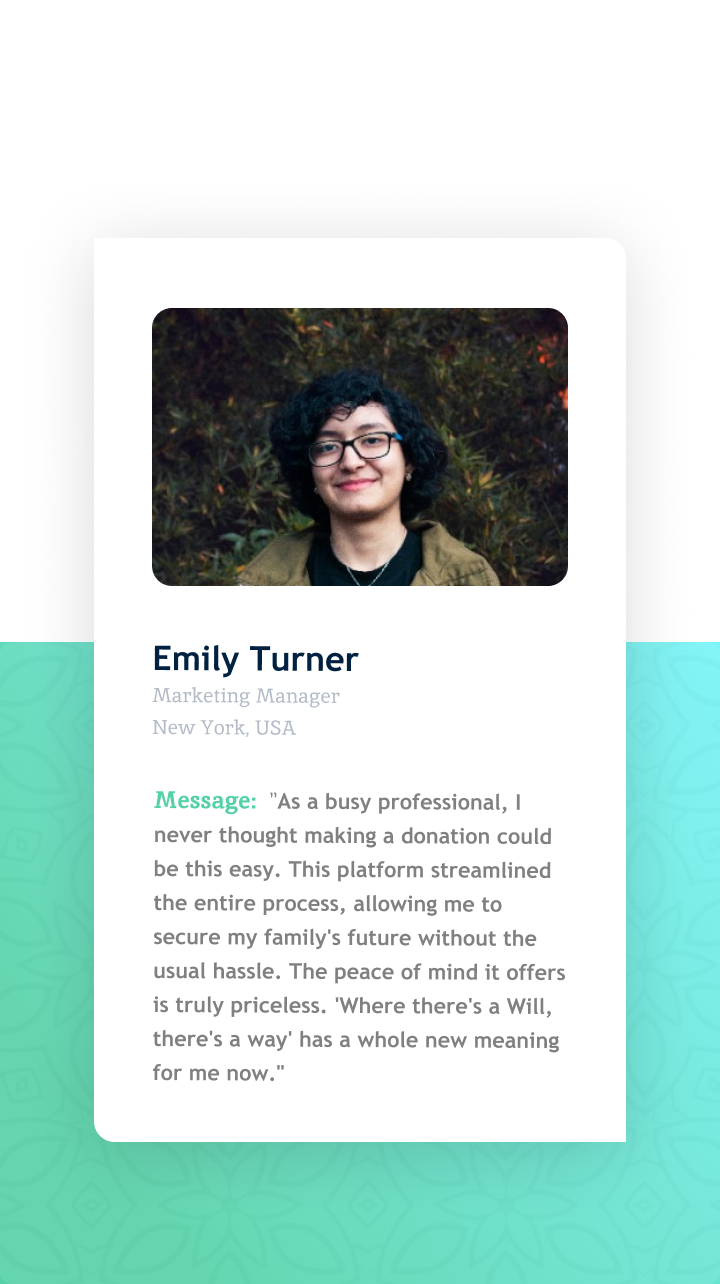 Emily Turner
Marketing Manager
New York, USA
Message: "As a busy professional, I
never thought making a donation could
be this easy. This platform streamlined
the entire process, allowing me to
secure my family's future without the
usual hassle. The peace of mind it offers
is truly priceless. 'Where there's a Will,
there's a way' has a whole new meaning
for me now."